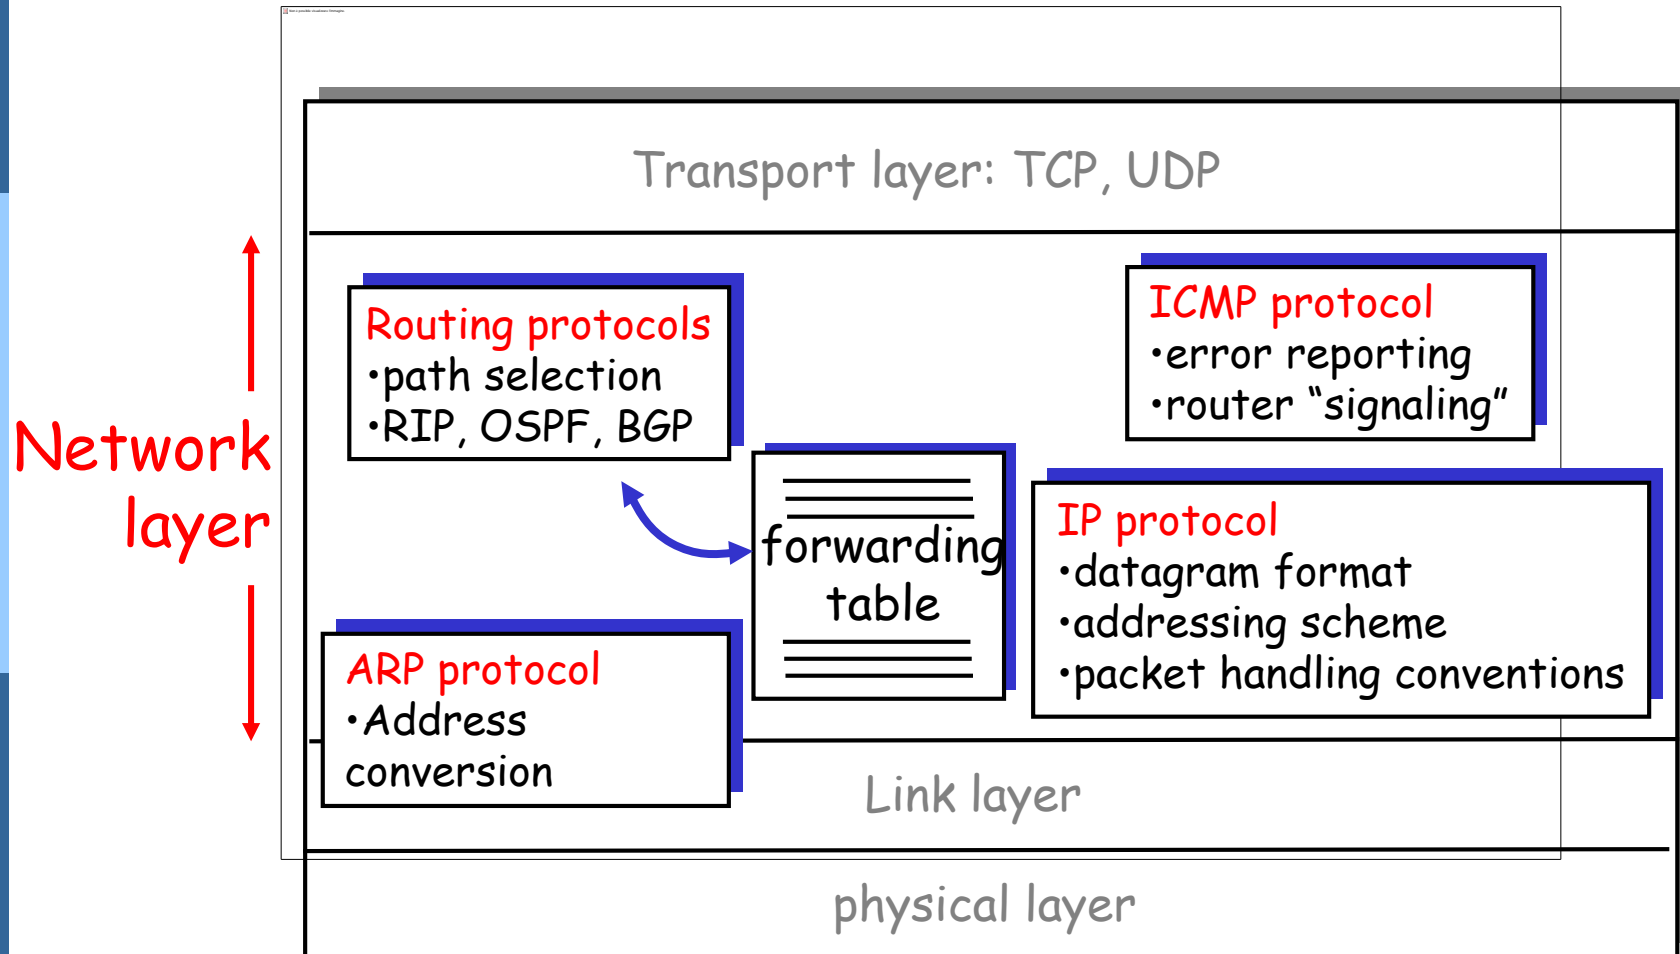 Transport layer: TCP, UDP
Network
layer
Routing protocols
•path selection
•RIP, OSPF, BGP
ICMP protocol
•error reporting
•router “signaling”
forwarding
table
IP protocol
•datagram format
•addressing scheme
•packet handling conventions
ARP protocol
•Address
conversion
Link layer
physical layer